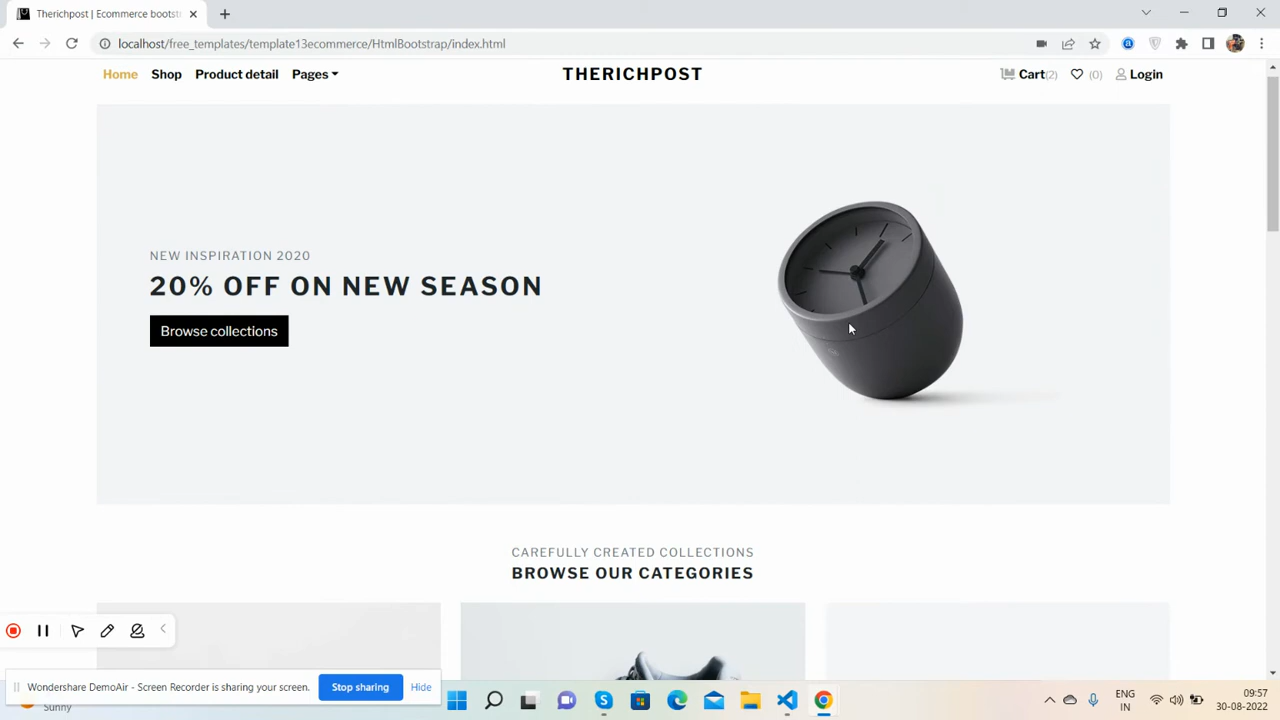 Therichpost | Ecommerce bootst
localhost/free_templates/template13ecommerce/HtmlBootstrap/index.html
Home Shop Product detail Pages THERICHPOST Cart(2) (0) Login
NEW INSPIRATION 2020
20% OFF ON NEW SEASON
Browse collections
CAREFULLY CREATED COLLECTIONS
BROWSE OUR CATEGORIES
Wondershare DemoAir - Screen Recorder is sharing your screen. Stop sharing Hide
Sunny
ENG
IN
09:57
30-08-2022